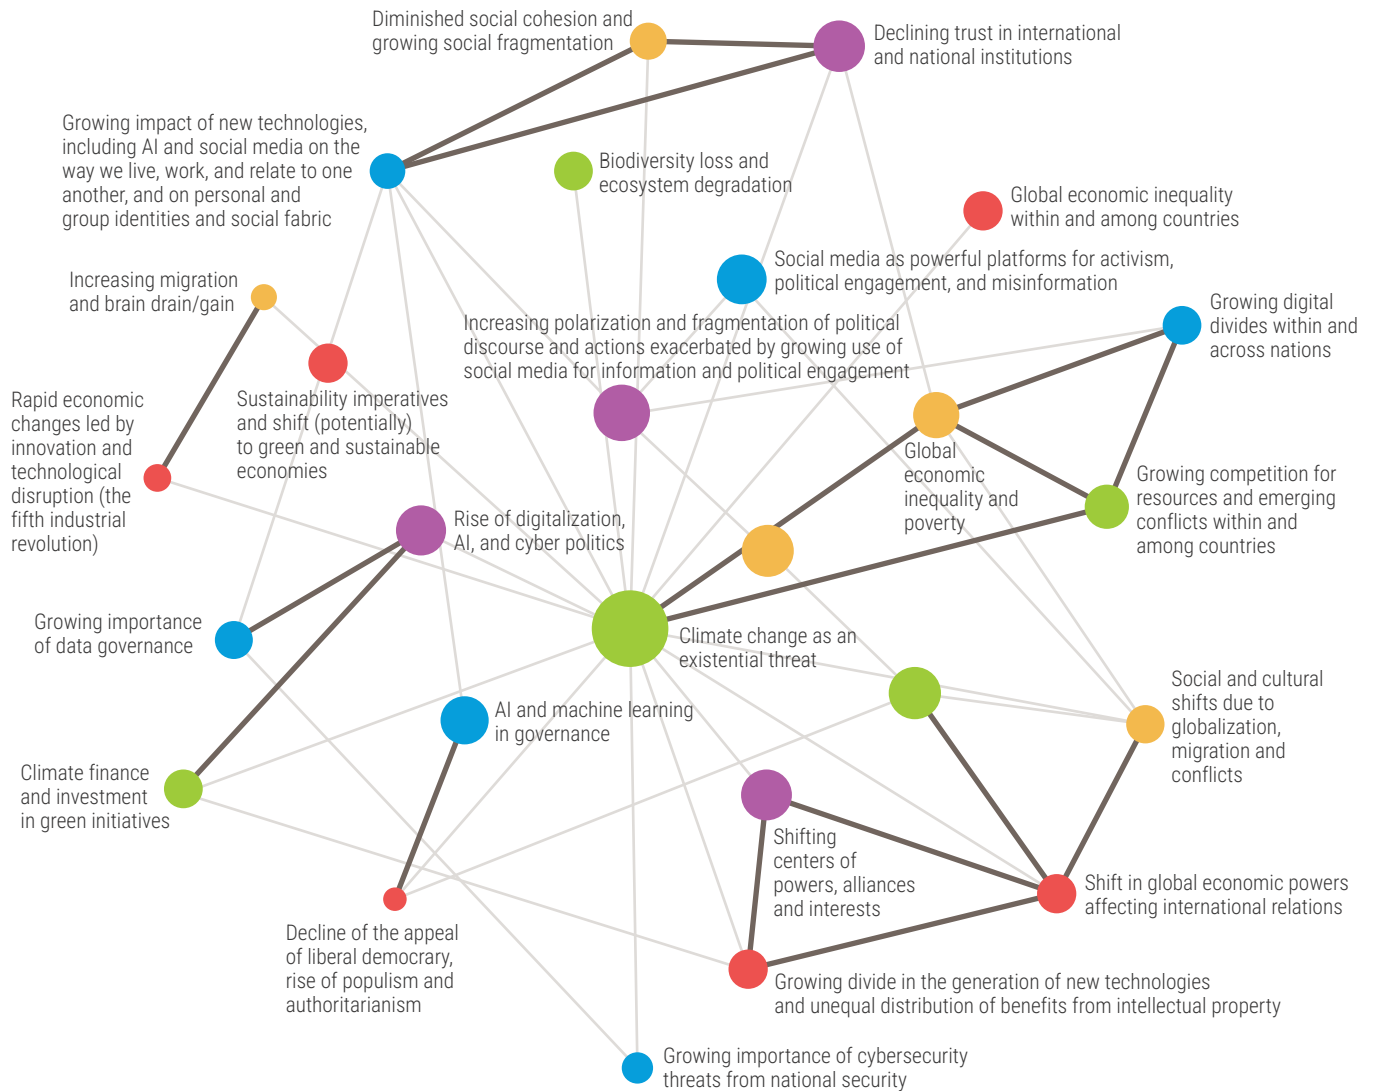 Diminished social cohesion and
growing social fragmentation
Declining trust in international
and national institutions
Growing impact of new technologies,
including AI and social media on the
way we live, work, and relate to one
another, and on personal and
group identities and social fabric
Biodiversity loss and
ecosystem degradation
Global economic inequality
within and among countries
Social media as powerful platforms for activism,
political engagement, and misinformation
Increasing migration
and brain drain/gain
Growing digital
divides within and
across nations
Increasing polarization and fragmentation of political
discourse and actions exacerbated by growing use of
social media for information and political engagement
Rapid economic
changes led by
innovation and
technological
disruption (the
fifth industrial
revolution)
Sustainability imperatives
and shift (potentially)
to green and sustainable
economies
Global
economic
inequality and
poverty
Growing competition for
resources and emerging
conflicts within and
among countries
Rise of digitalization,
AI, and cyber politics
Growing importance
of data governance
Climate change as an
existential threat
Social and cultural
shifts due to
globalization,
migration and
conflicts
AI and machine learning
in governance
Climate finance
and investment
in green initiatives
Shifting
centers of
powers, alliances
and interests
Shift in global economic powers
affecting international relations
Decline of the appeal
of liberal democrary,
rise of populism and
authoritarianism
Growing divide in the generation of new technologies
and unequal distribution of benefits from intellectual property
Growing importance of cybersecurity
threats from national security